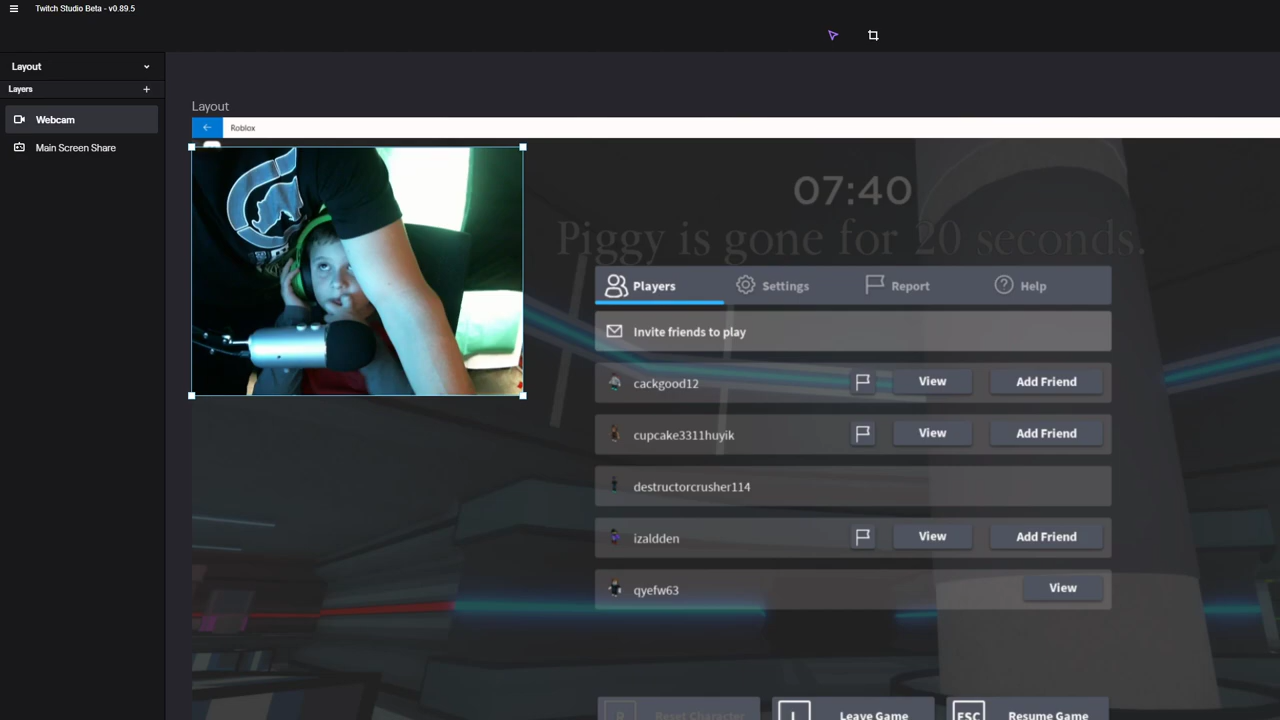 Twitch Studio Beta - v0.89.5
Layout
Layers +
Webcam
Main Screen Share
Layout
Roblox
07:40
Piggy is gone for 20 seconds.
Players Settings Report Help
Invite friends to play
cackgood12 View Add Friend
cupcake3311huyik View Add Friend
destructorcrusher114
izaldden View Add Friend
qyefw63 View
R Reset Character L Leave Game ESC Resume Game